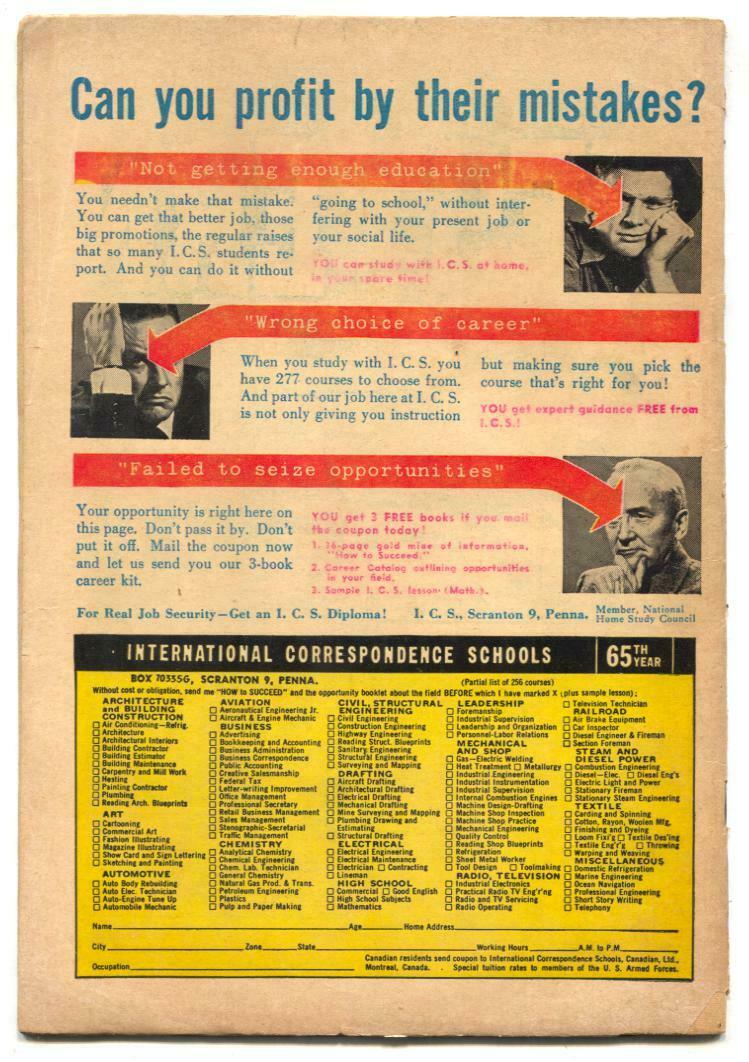 Can you profit by their mistakes?
"Not getting enough education"
You needn't make that mistake.
You can get that better job, those
big promotions, the regular raises
that so many I.C.S. students re-
port. And you can do it without
"going to school," without inter-
fering with your present job or
your social life.
YOU can study with I.C.S. at home,
in your spare time!
"Wrong choice of career"
When you study with I. C. S. you
have 277 courses to choose from.
And part of our job here at I. C. S.
is not only giving you instruction
but making sure you pick the
course that's right for you!
YOU get expert guidance FREE from
I.C.S.!
"Failed to seize opportunities"
Your opportunity is right here on
this page. Don't pass it by. Don't
put it off. Mail the coupon now
and let us send you our 3-book
career kit.
YOU get 3 FREE books if you mail
the coupon today!
1. 36-page gold mine of information,
"How to Succeed."
2. Career Catalog outlining opportunities
in your field.
3. Sample I. C. S. lesson (Math.).
For Real Job Security—Get an I. C. S. Diploma! I. C. S., Scranton 9, Penna.
Member, National
Home Study Council
INTERNATIONAL CORRESPONDENCE SCHOOLS
65TH
YEAR
BOX 70335G, SCRANTON 9, PENNA.
(Partial list of 256 courses)
Without cost or obligation, send me "HOW to SUCCEED" and the opportunity booklet about the field BEFORE which I have marked X (plus sample lesson):
ARCHITECTURE
and BUILDING
CONSTRUCTION
Air Conditioning—Refrig.
Architecture
Architectural Interiors
Building Contractor
Building Estimator
Building Maintenance
Carpentry and Mill Work
Heating
Painting Contractor
Plumbing
Reading Arch. Blueprints
ART
Cartooning
Commercial Art
Fashion Illustrating
Magazine Illustrating
Show Card and Sign Lettering
Sketching and Painting
AUTOMOTIVE
Auto Body Rebuilding
Auto Elec. Technician
Auto-Engine Tune Up
Automobile Mechanic
AVIATION
Aeronautical Engineering Jr.
Aircraft & Engine Mechanic
BUSINESS
Advertising
Bookkeeping and Accounting
Business Administration
Business Correspondence
Public Accounting
Creative Salesmanship
Federal Tax
Letter-writing Improvement
Office Management
Professional Secretary
Retail Business Management
Sales Management
Stenographic-Secretarial
Traffic Management
CHEMISTRY
Analytical Chemistry
Chemical Engineering
Chem. Lab. Technician
General Chemistry
Natural Gas Prod. & Trans.
Petroleum Engineering
Plastics
Pulp and Paper Making
CIVIL, STRUCTURAL
ENGINEERING
Civil Engineering
Construction Engineering
Highway Engineering
Reading Struct. Blueprints
Sanitary Engineering
Structural Engineering
Surveying and Mapping
DRAFTING
Aircraft Drafting
Architectural Drafting
Electrical Drafting
Mechanical Drafting
Mine Surveying and Mapping
Plumbing Drawing and
Estimating
Structural Drafting
ELECTRICAL
Electrical Engineering
Electrical Maintenance
Electrician Contracting
Lineman
HIGH SCHOOL
Commercial Good English
High School Subjects
Mathematics
LEADERSHIP
Foremanship
Industrial Supervision
Leadership and Organization
Personnel-Labor Relations
MECHANICAL
AND SHOP
Gas—Electric Welding
Heat Treatment Metallurgy
Industrial Engineering
Industrial Instrumentation
Industrial Supervision
Internal Combustion Engines
Machine Design-Drafting
Machine Shop Inspection
Machine Shop Practice
Mechanical Engineering
Quality Control
Reading Shop Blueprints
Refrigeration
Sheet Metal Worker
Tool Design Toolmaking
RADIO, TELEVISION
Industrial Electronics
Practical Radio TV Eng'r'ng
Radio and TV Servicing
Radio Operating
Television Technician
RAILROAD
Air Brake Equipment
Car Inspector
Diesel Engineer & Fireman
Section Foreman
STEAM AND
DIESEL POWER
Combustion Engineering
Diesel—Elec. Diesel Eng's
Electric Light and Power
Stationary Fireman
Stationary Steam Engineering
TEXTILE
Carding and Spinning
Cotton, Rayon, Woolen Mfg.
Finishing and Dyeing
Loom Fixi'g Textile Des'ing
Textile Eng'r'g Throwing
Warping and Weaving
MISCELLANEOUS
Domestic Refrigeration
Marine Engineering
Ocean Navigation
Professional Engineering
Short Story Writing
Telephony
Name Age Home Address
City Zone State Working Hours A.M. to P.M.
Occupation
Canadian residents send coupon to International Correspondence Schools, Canadian, Ltd.,
Montreal, Canada. Special tuition rates to members of the U. S. Armed Forces.